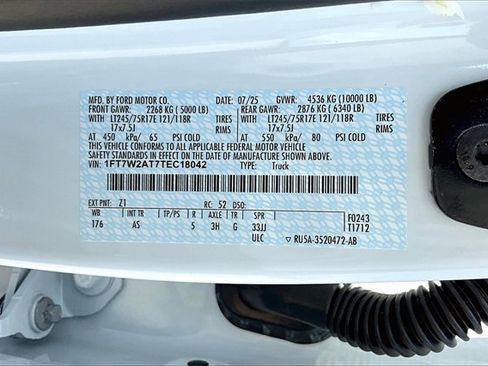 MFD. BY FORD MOTOR CO. 07/25 GVWR: 4536 KG (10000 LB)
FRONT GAWR: 2268 KG (5000 LB) REAR GAWR: 2876 KG (6340 LB)
LT245/75R17E 121/118R TIRES LT245/75R17E 121/118R TIRES
17x7.5J RIMS 17x7.5J RIMS
AT 450 kPa/ 65 PSI COLD AT 550 kPa/ 80 PSI COLD
THIS VEHICLE CONFORMS TO ALL APPLICABLE FEDERAL MOTOR
VEHICLE SAFETY STANDARDS IN EFFECT ON THE DATE OF MANUFACTURE SHOWN ABOVE.
VIN: 1FT7W2AT7TEC18042 TYPE: Truck
EXT PNT: Z1 RC: 52 DSO:
WB INT TR TP/PS R AXLE TR SPR F0243
176 AS 5 3H G 33JJ T1712
ULC ▽ RU5A-3520472-AB